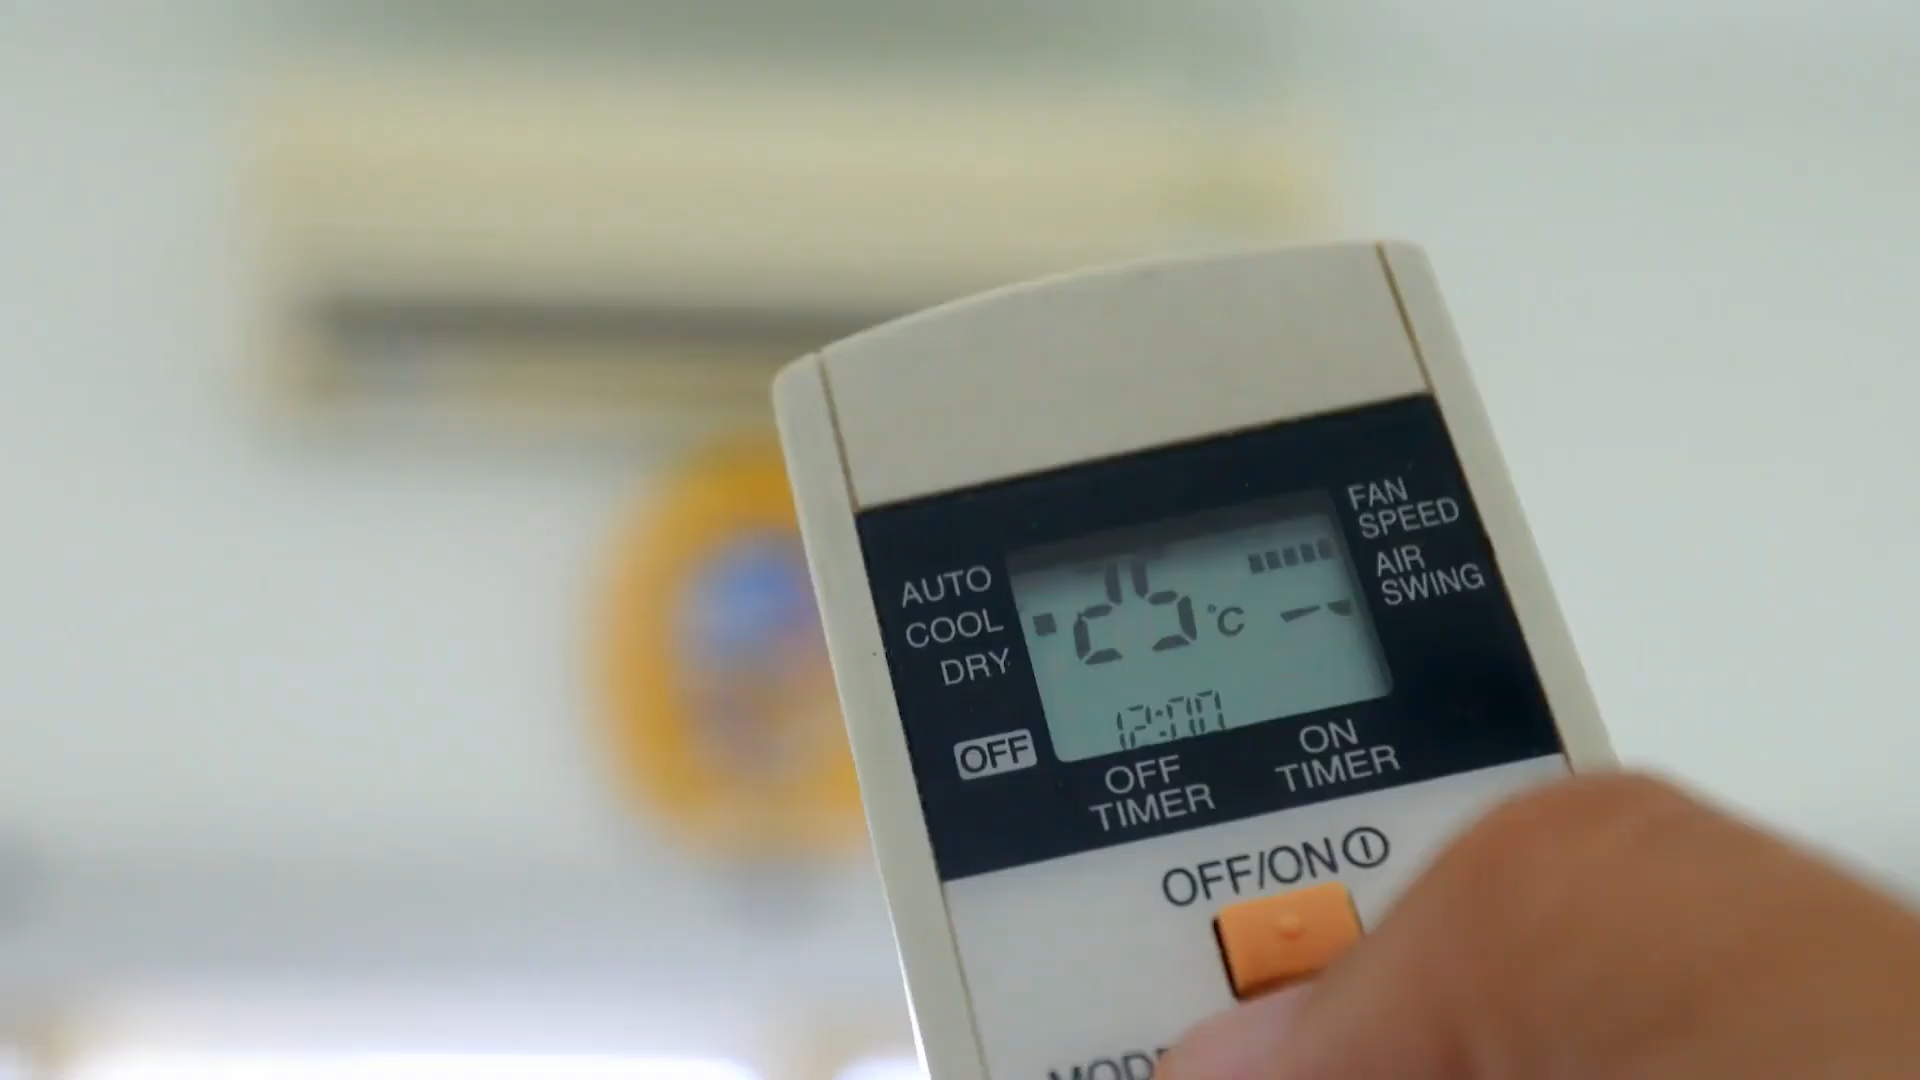 FAN
SPEED
AIR
SWING
AUTO
COOL
DRY
25 °C
OFF
12:00
OFF
TIMER
ON
TIMER
OFF/ON